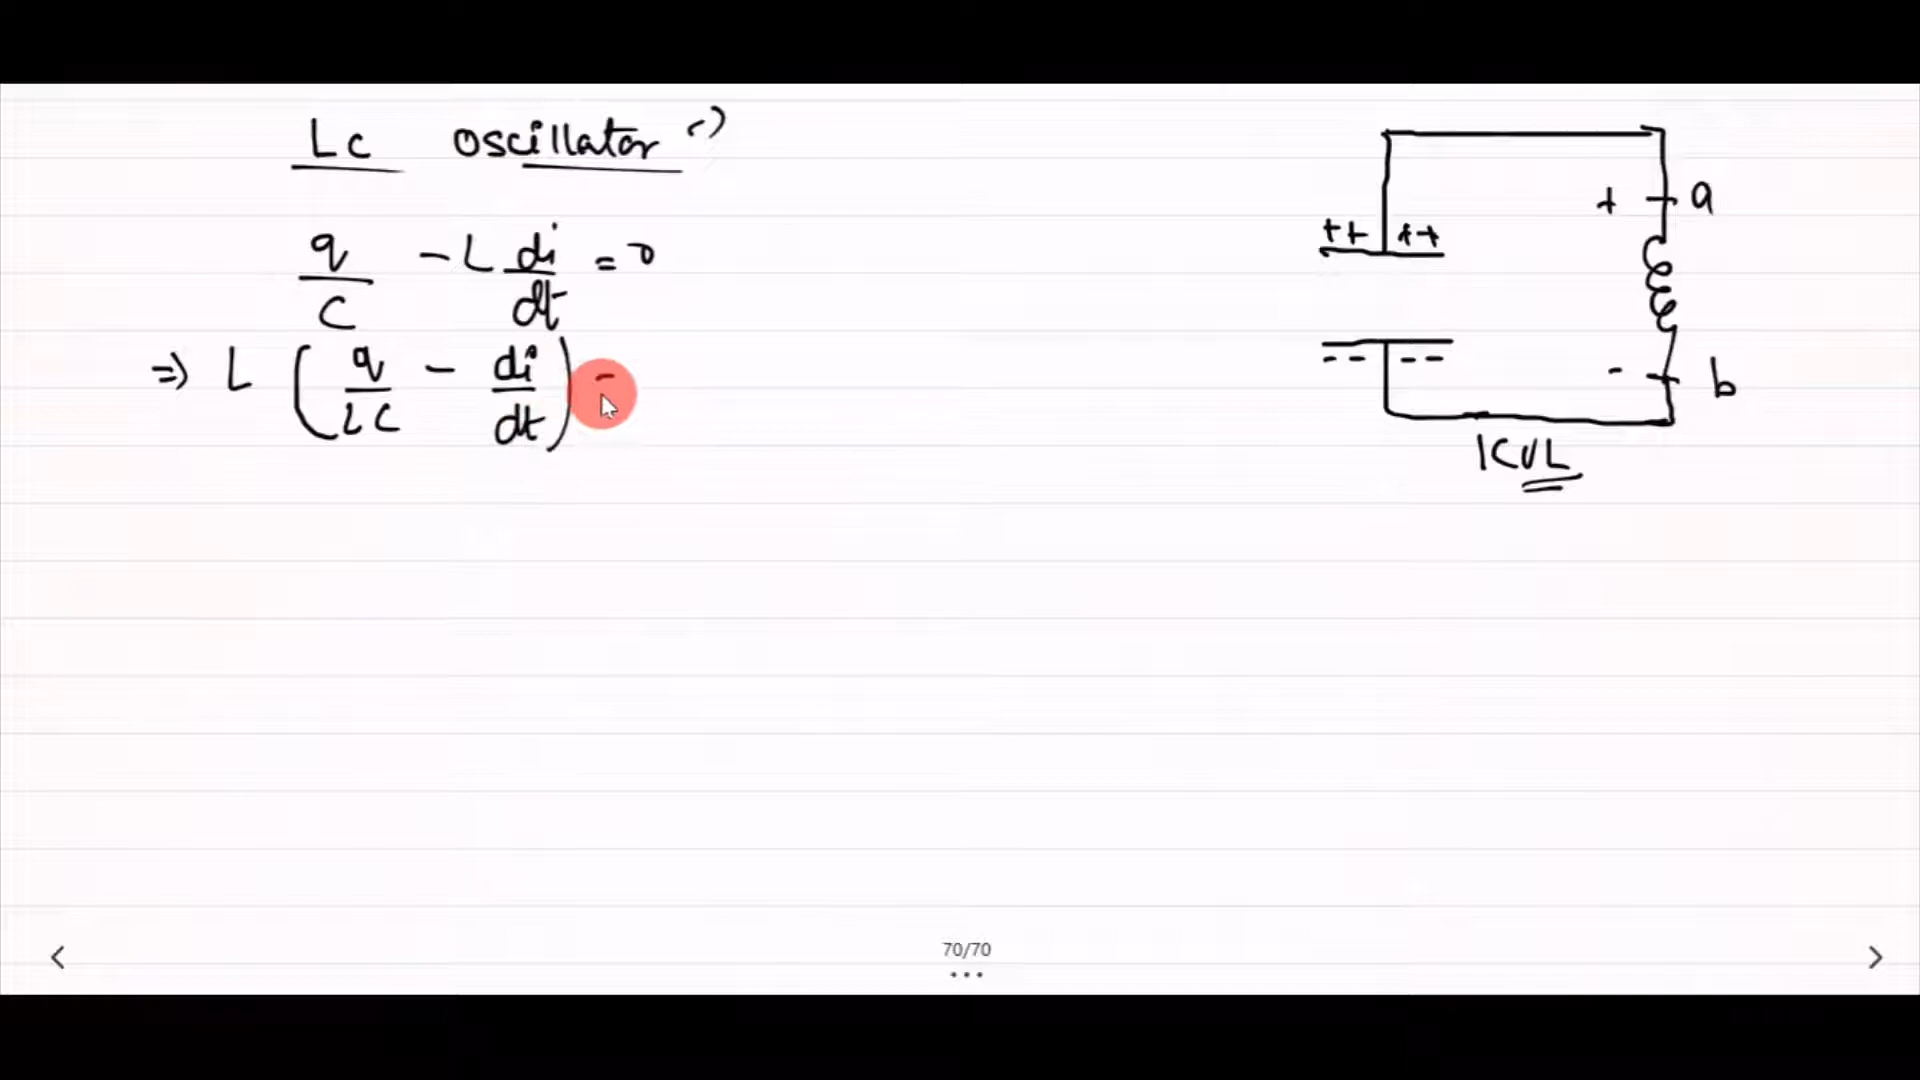 LC oscillator :)
q/C - L di/dt = 0
=> L ( q/LC - di/dt ) =
++ ++
-- --
+ a
- b
KVL
70/70